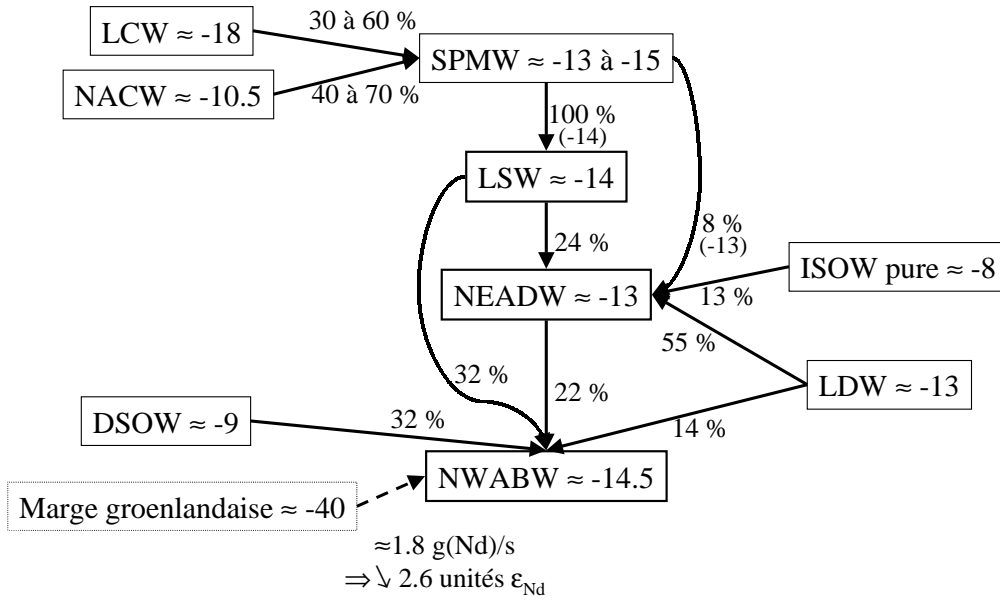 LCW ≈ -18
30 à 60 %
SPMW ≈ -13 à -15
NACW ≈ -10.5
40 à 70 %
100 %
(-14)
LSW ≈ -14
8 %
(-13)
24 %
ISOW pure ≈ -8
NEADW ≈ -13
13 %
55 %
32 %
22 %
LDW ≈ -13
DSOW ≈ -9
32 %
14 %
NWABW ≈ -14.5
Marge groenlandaise ≈ -40
≈1.8 g(Nd)/s
⇒ ↘ 2.6 unités εNd